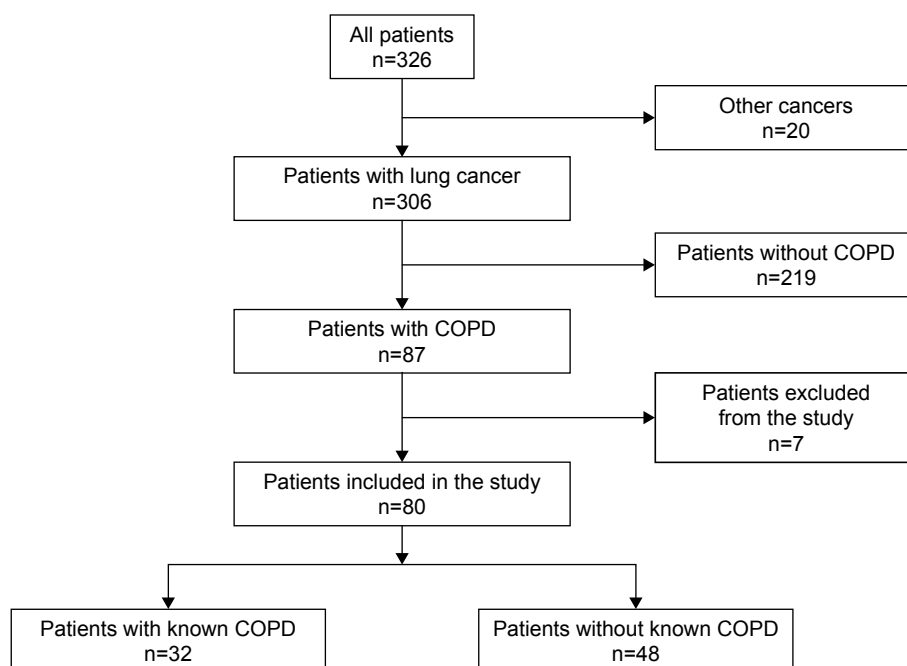 All patients
n=326
Other cancers
n=20
Patients with lung cancer
n=306
Patients without COPD
n=219
Patients with COPD
n=87
Patients excluded
from the study
n=7
Patients included in the study
n=80
Patients with known COPD
n=32
Patients without known COPD
n=48